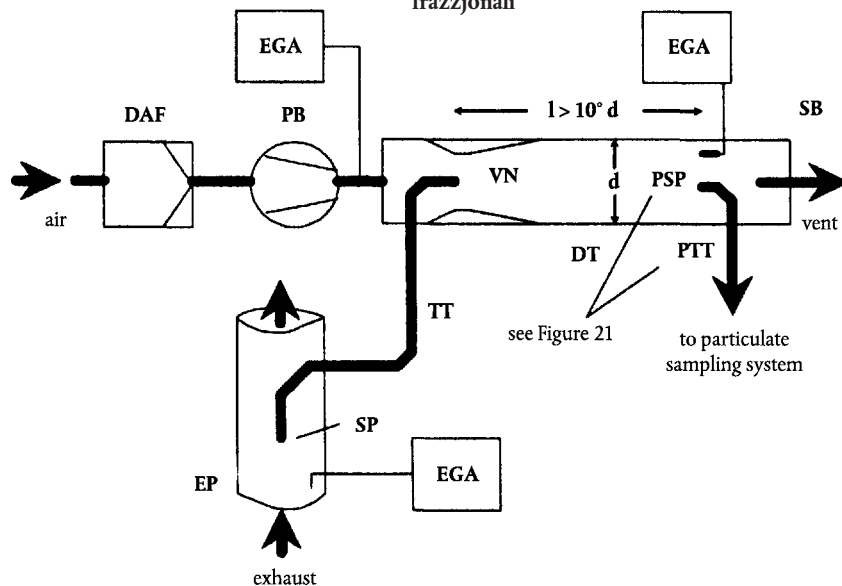 frazzjonali
EGA
EGA
DAF
PB
l > 10* d
SB
VN
d
PSP
air
vent
DT
PTT
TT
see Figure 21
to particulate
sampling system
SP
EP
EGA
exhaust